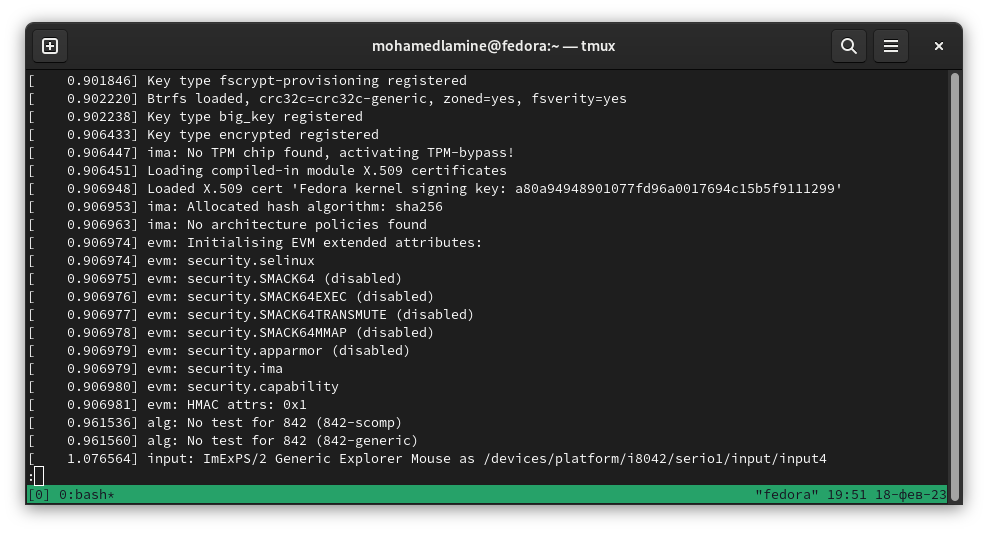 mohamedlamine@fedora:~ — tmux
[    0.901846] Key type fscrypt-provisioning registered
[    0.902220] Btrfs loaded, crc32c=crc32c-generic, zoned=yes, fsverity=yes
[    0.902238] Key type big_key registered
[    0.906433] Key type encrypted registered
[    0.906447] ima: No TPM chip found, activating TPM-bypass!
[    0.906451] Loading compiled-in module X.509 certificates
[    0.906948] Loaded X.509 cert 'Fedora kernel signing key: a80a94948901077fd96a0017694c15b5f9111299'
[    0.906953] ima: Allocated hash algorithm: sha256
[    0.906963] ima: No architecture policies found
[    0.906974] evm: Initialising EVM extended attributes:
[    0.906974] evm: security.selinux
[    0.906975] evm: security.SMACK64 (disabled)
[    0.906976] evm: security.SMACK64EXEC (disabled)
[    0.906977] evm: security.SMACK64TRANSMUTE (disabled)
[    0.906978] evm: security.SMACK64MMAP (disabled)
[    0.906979] evm: security.apparmor (disabled)
[    0.906979] evm: security.ima
[    0.906980] evm: security.capability
[    0.906981] evm: HMAC attrs: 0x1
[    0.961536] alg: No test for 842 (842-scomp)
[    0.961560] alg: No test for 842 (842-generic)
[    1.076564] input: ImExPS/2 Generic Explorer Mouse as /devices/platform/i8042/serio1/input/input4
:
[0] 0:bash* "fedora" 19:51 18-фев-23